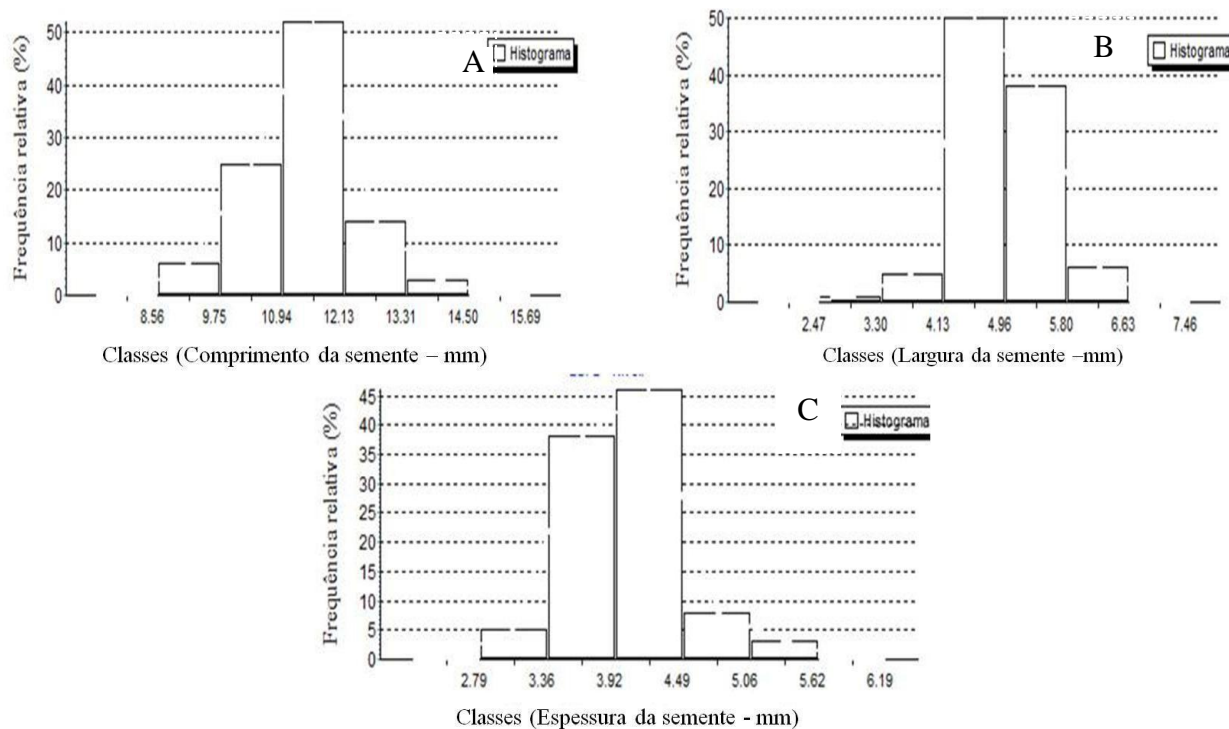 A
Histograma
Frequência relativa (%)
50
40
30
20
10
0
8.56 9.75 10.94 12.13 13.31 14.50 15.69
Classes (Comprimento da semente – mm)
B
Histograma
Frequência relativa (%)
50
40
30
20
10
0
2.47 3.30 4.13 4.96 5.80 6.63 7.46
Classes (Largura da semente –mm)
C
Histograma
Frequência relativa (%)
45
40
35
30
25
20
15
10
5
0
2.79 3.36 3.92 4.49 5.06 5.62 6.19
Classes (Espessura da semente - mm)